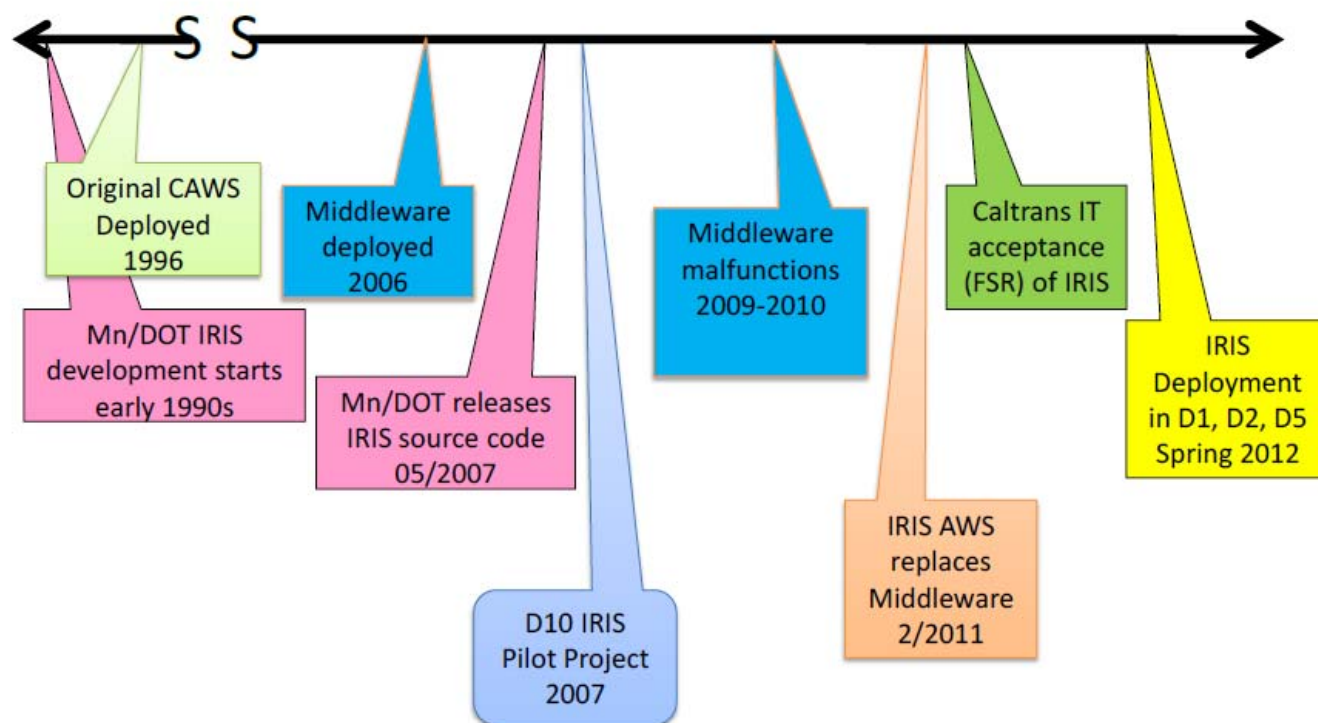 S S
Original CAWS
Deployed
1996
Mn/DOT IRIS
development starts
early 1990s
Middleware
deployed
2006
Mn/DOT releases
IRIS source code
05/2007
D10 IRIS
Pilot Project
2007
Middleware
malfunctions
2009-2010
IRIS AWS
replaces
Middleware
2/2011
Caltrans IT
acceptance
(FSR) of IRIS
IRIS
Deployment
in D1, D2, D5
Spring 2012